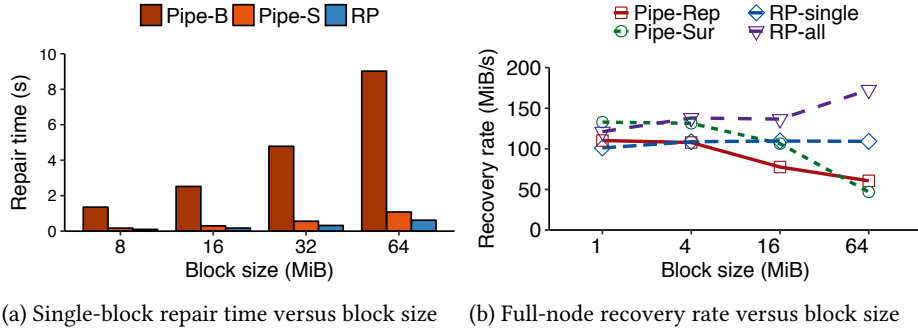 Pipe-B Pipe-S RP
Repair time (s)
10
8
6
4
2
0
8 16 32 64
Block size (MiB)
(a) Single-block repair time versus block size
Pipe-Rep RP-single
Pipe-Sur RP-all
Recovery rate (MiB/s)
200
150
100
50
0
1 4 16 64
Block size (MiB)
(b) Full-node recovery rate versus block size